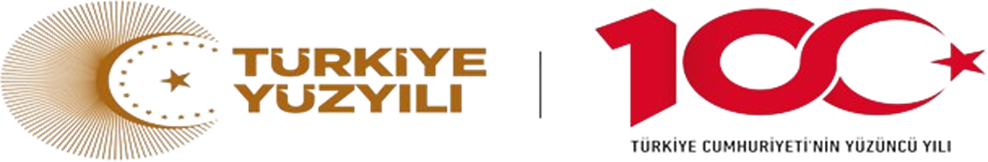 TÜRKİYE
YÜZYILI
100
TÜRKİYE CUMHURİYETİ'NİN YÜZÜNCÜ YILI